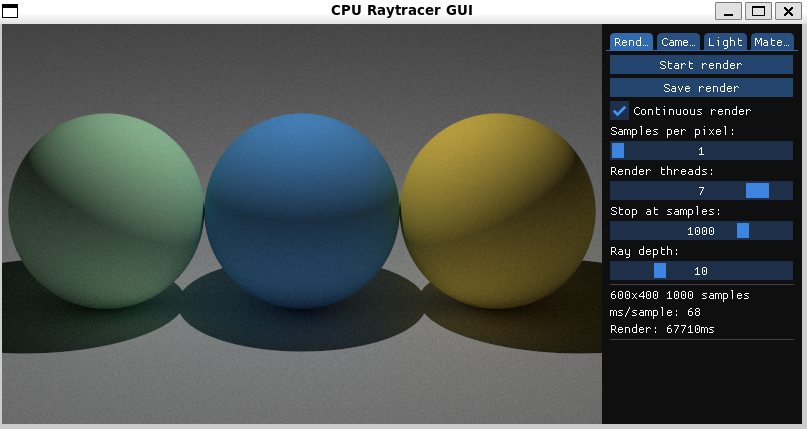 CPU Raytracer GUI
Rend… Came… Light Mate…
Start render
Save render
Continuous render
Samples per pixel:
1
Render threads:
7
Stop at samples:
1000
Ray depth:
10
600x400 1000 samples
ms/sample: 68
Render: 67710ms